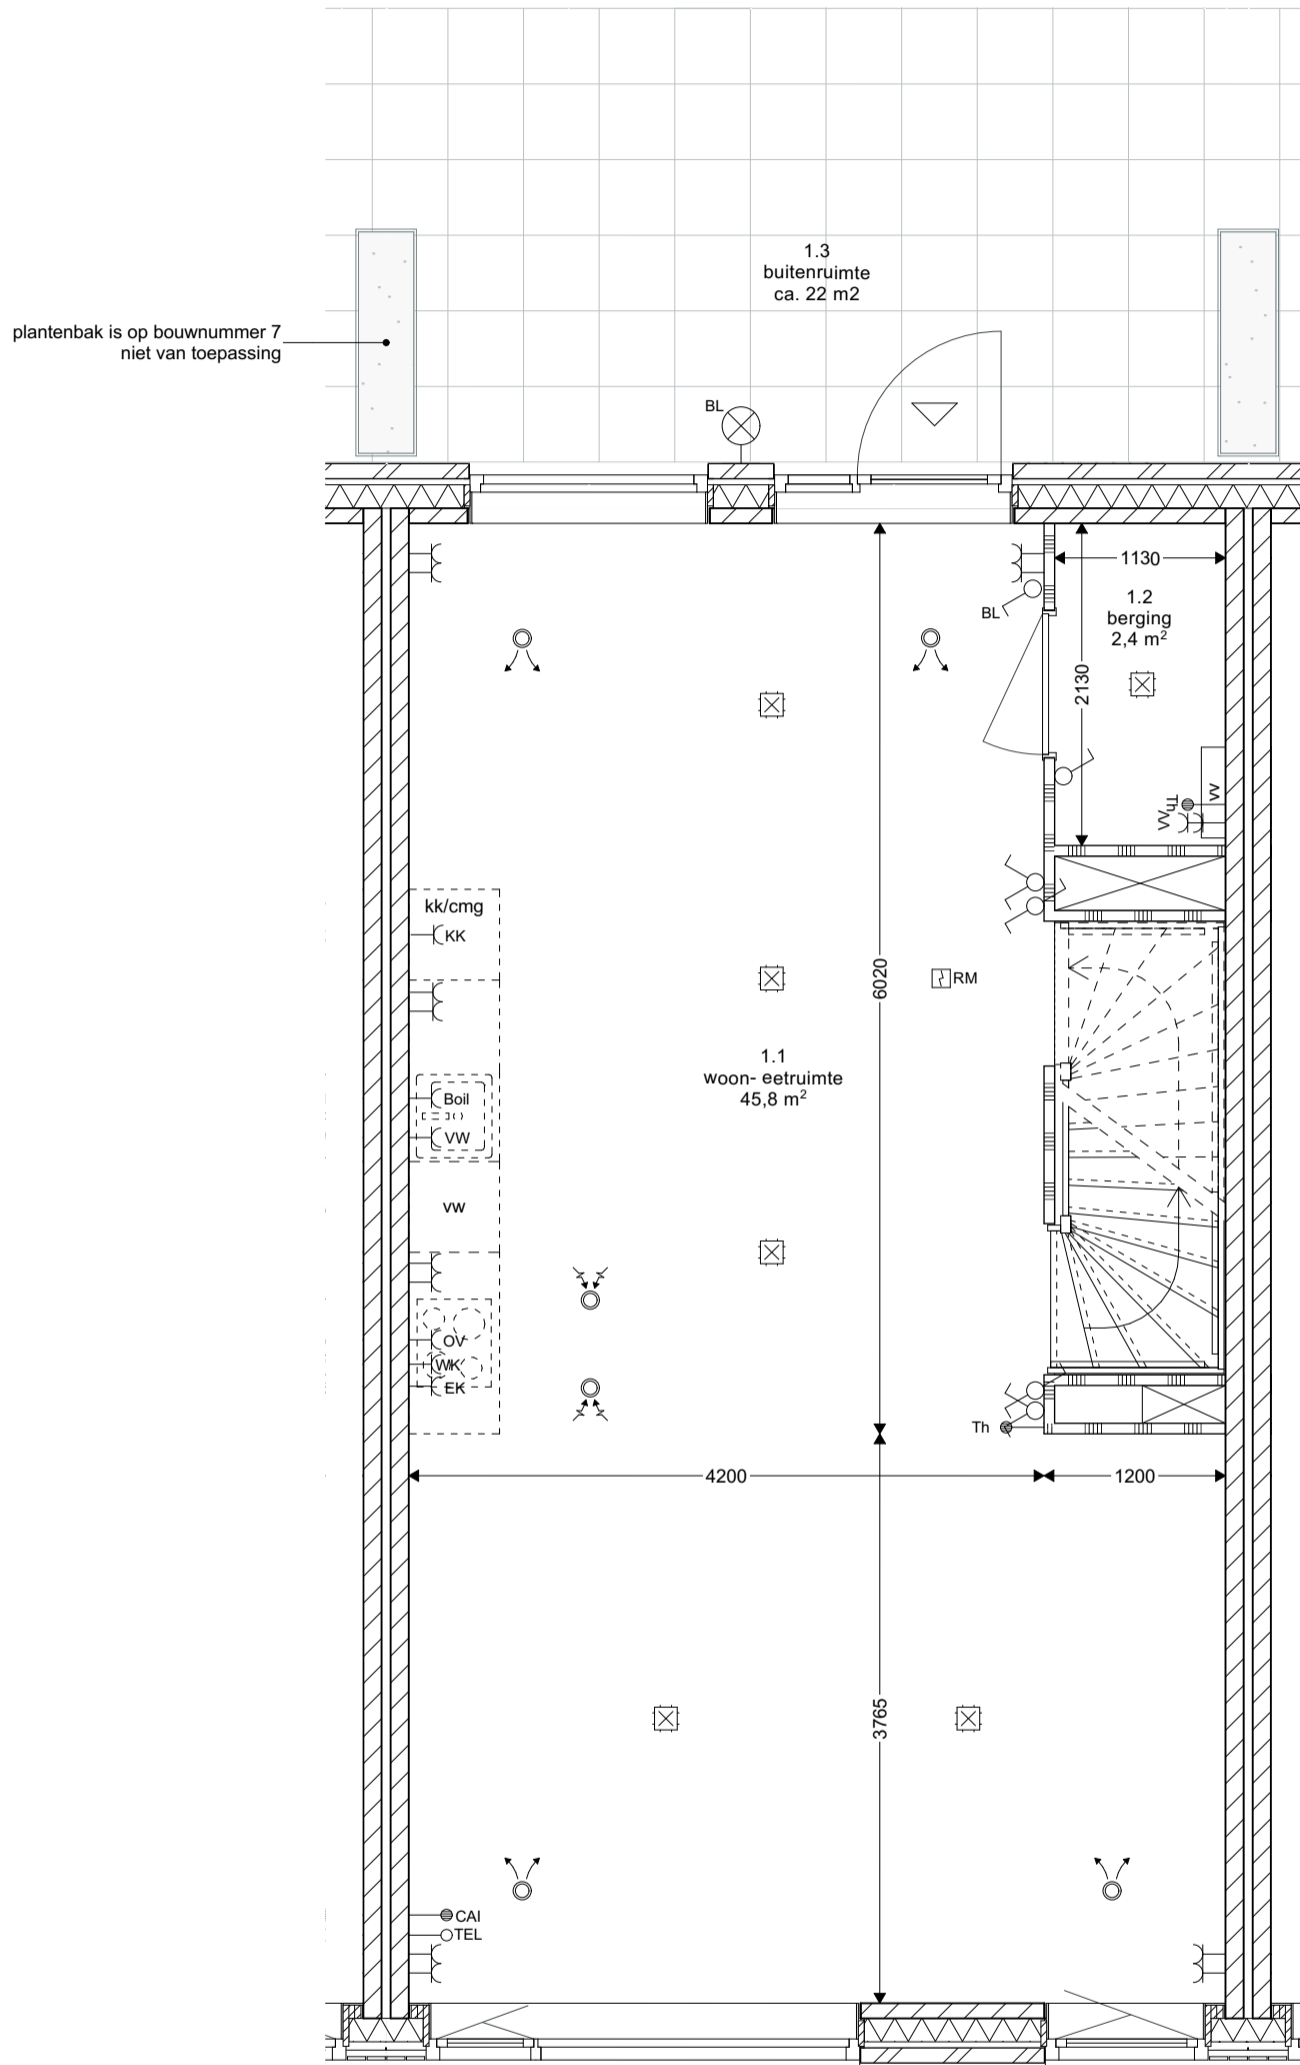 1.3
buitenruimte
ca. 22 m2
plantenbak is op bouwnummer 7
niet van toepassing
BL
1130
1.2
berging
2,4 m²
BL
2130
Th
VV
VV
kk/cmg
KK
6020
RM
1.1
woon- eetruimte
45,8 m²
Boil
VW
vw
OV
WK
EK
Th
4200
1200
3765
CAI
TEL